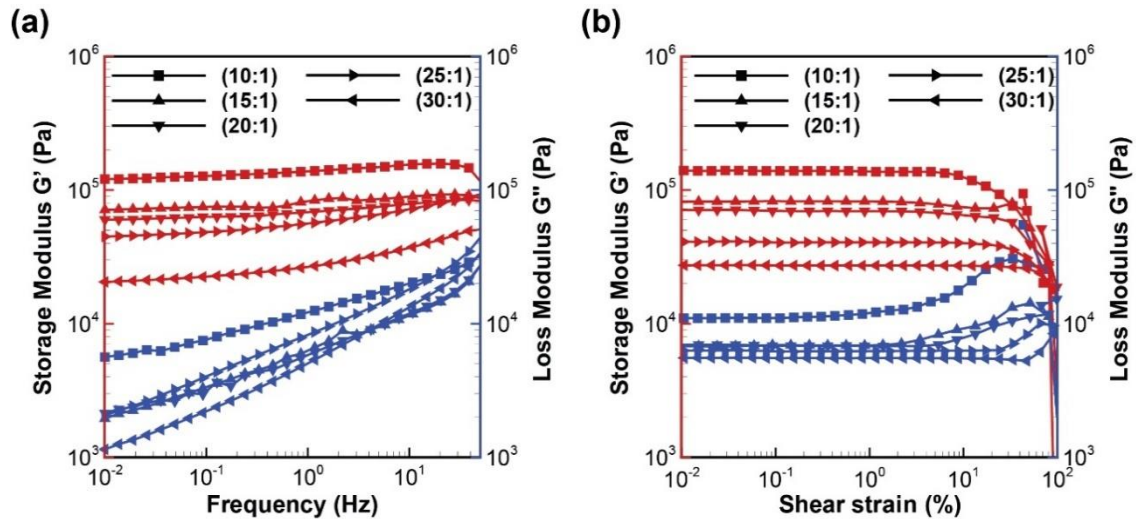 (a)
10⁶
10⁵
10⁴
10³
Storage Modulus G’ (Pa)
(10:1) (25:1)
(15:1) (30:1)
(20:1)
10⁶
10⁵
10⁴
10³
Loss Modulus G" (Pa)
10⁻² 10⁻¹ 10⁰ 10¹
Frequency (Hz)
(b)
10⁶
10⁵
10⁴
10³
Storage Modulus G’ (Pa)
(10:1) (25:1)
(15:1) (30:1)
(20:1)
10⁶
10⁵
10⁴
10³
Loss Modulus G" (Pa)
10⁻² 10⁻¹ 10⁰ 10¹ 10²
Shear strain (%)